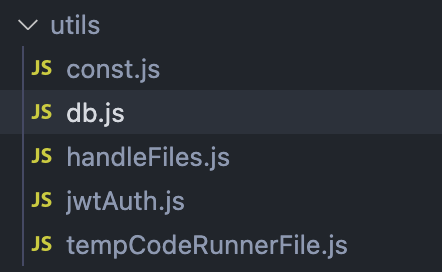 utils
JS const.js
JS db.js
JS handleFiles.js
JS jwtAuth.js
JS tempCodeRunnerFile.js